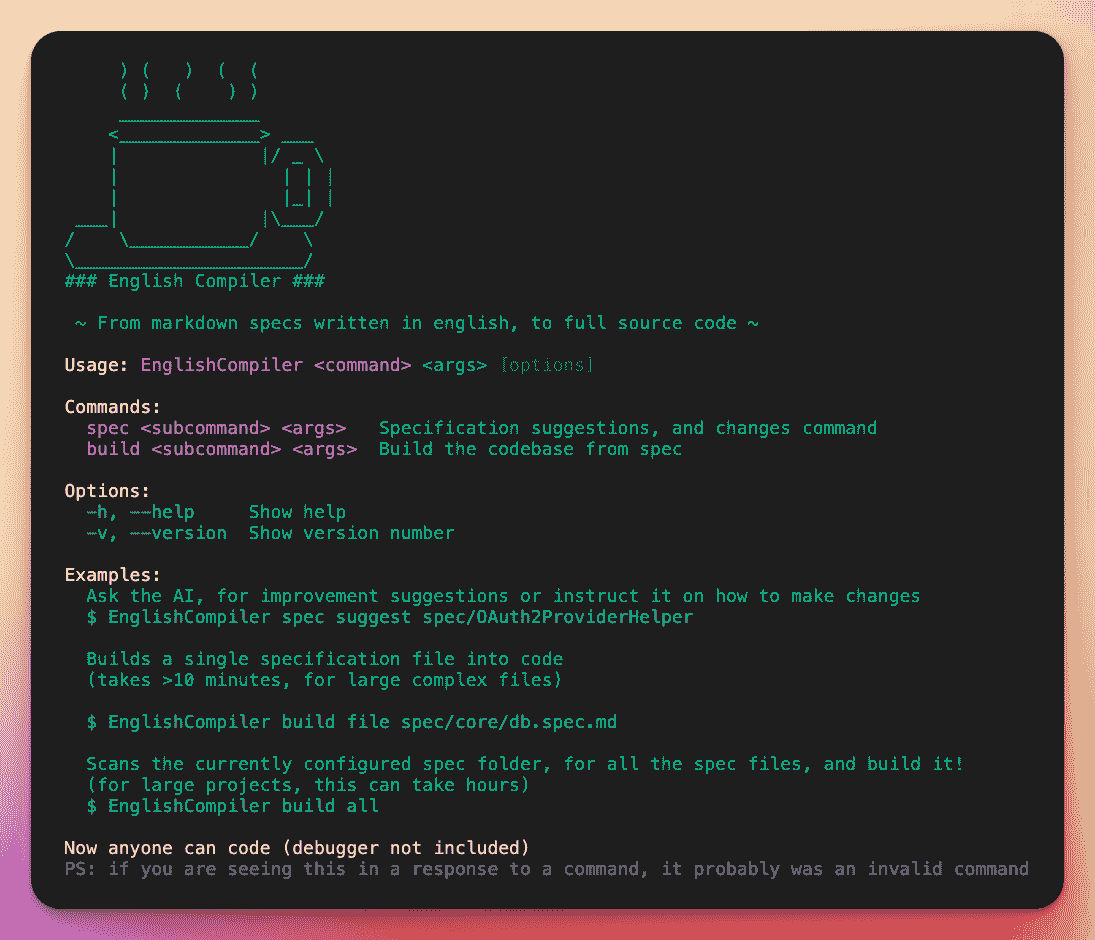 ### English Compiler ###
~ From markdown specs written in english, to full source code ~
Usage: EnglishCompiler <command> <args> [options]
Commands:
spec <subcommand> <args>   Specification suggestions, and changes command
build <subcommand> <args>  Build the codebase from spec
Options:
-h, --help     Show help
-v, --version  Show version number
Examples:
Ask the AI, for improvement suggestions or instruct it on how to make changes
$ EnglishCompiler spec suggest spec/OAuth2ProviderHelper
Builds a single specification file into code
(takes >10 minutes, for large complex files)
$ EnglishCompiler build file spec/core/db.spec.md
Scans the currently configured spec folder, for all the spec files, and build it!
(for large projects, this can take hours)
$ EnglishCompiler build all
Now anyone can code (debugger not included)
PS: if you are seeing this in a response to a command, it probably was an invalid command